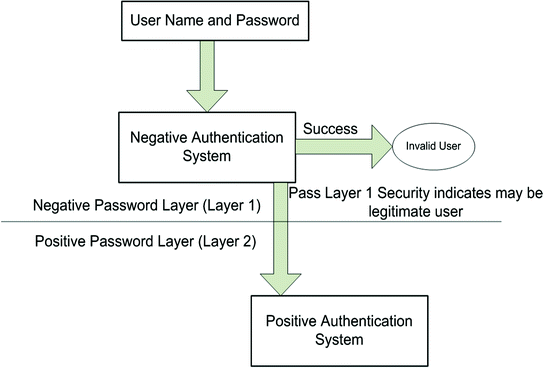 User Name and Password
Negative Authentication
System
Success
Invalid User
Pass Layer 1 Security indicates may be
legitimate user
Negative Password Layer (Layer 1)
Positive Password Layer (Layer 2)
Positive Authentication
System